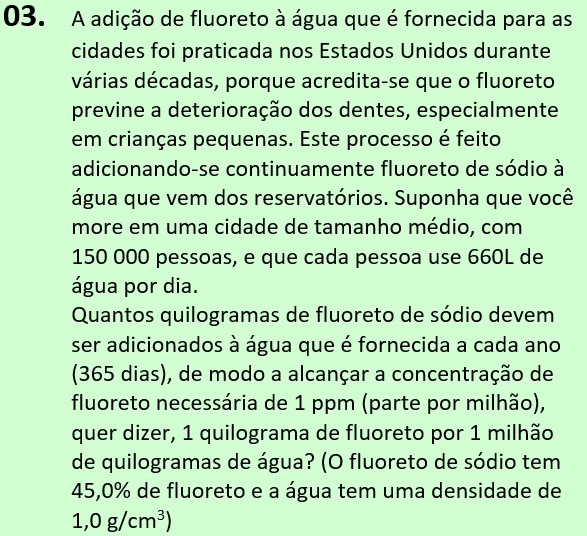 03. A adição de fluoreto à água que é fornecida para as
cidades foi praticada nos Estados Unidos durante
várias décadas, porque acredita-se que o fluoreto
previne a deterioração dos dentes, especialmente
em crianças pequenas. Este processo é feito
adicionando-se continuamente fluoreto de sódio à
água que vem dos reservatórios. Suponha que você
more em uma cidade de tamanho médio, com
150 000 pessoas, e que cada pessoa use 660L de
água por dia.
Quantos quilogramas de fluoreto de sódio devem
ser adicionados à água que é fornecida a cada ano
(365 dias), de modo a alcançar a concentração de
fluoreto necessária de 1 ppm (parte por milhão),
quer dizer, 1 quilograma de fluoreto por 1 milhão
de quilogramas de água? (O fluoreto de sódio tem
45,0% de fluoreto e a água tem uma densidade de
1,0 g/cm³)